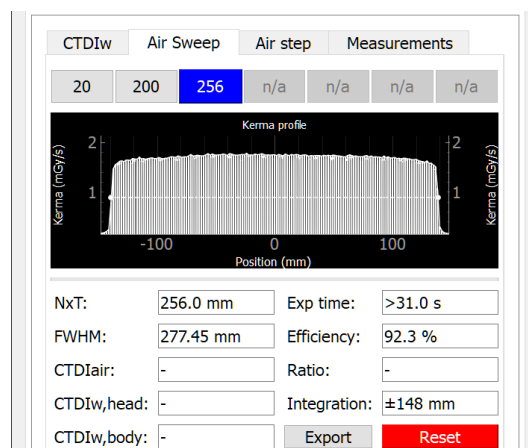 CTDIw Air Sweep Air step Measurements
20 200 256 n/a n/a n/a n/a
Kerma profile
Kerma (mGy/s) 2 1 2 1 Kerma (mGy/s)
-100 0 100
Position (mm)
NxT: 256.0 mm Exp time: >31.0 s
FWHM: 277.45 mm Efficiency: 92.3 %
CTDIair: - Ratio: -
CTDIw,head: - Integration: ±148 mm
CTDIw,body: - Export Reset